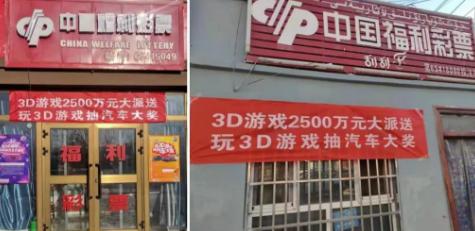 中国福利彩票
CHINA WELFARE LOTTERY
3D游戏2500万元大派送
玩3D游戏抽汽车大奖
福利
彩票
中国福利彩票
刮刮
3D游戏2500万元大派送
玩3D游戏抽汽车大奖